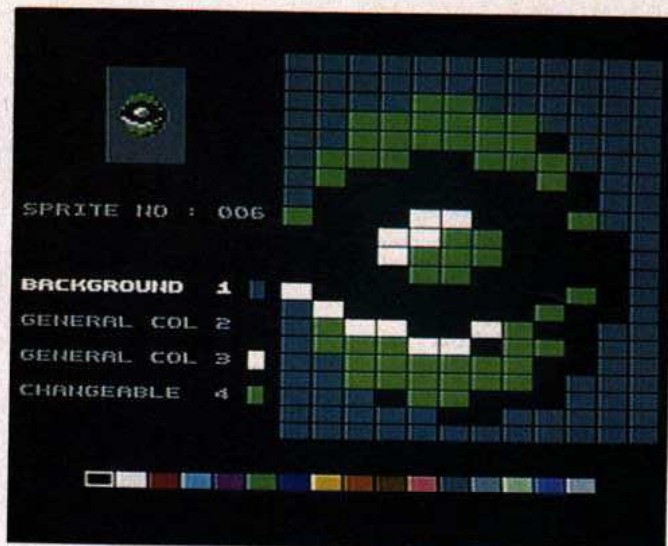 SPRITE NO : 006
BACKGROUND 1
GENERAL COL 2
GENERAL COL 3
CHANGEABLE 4